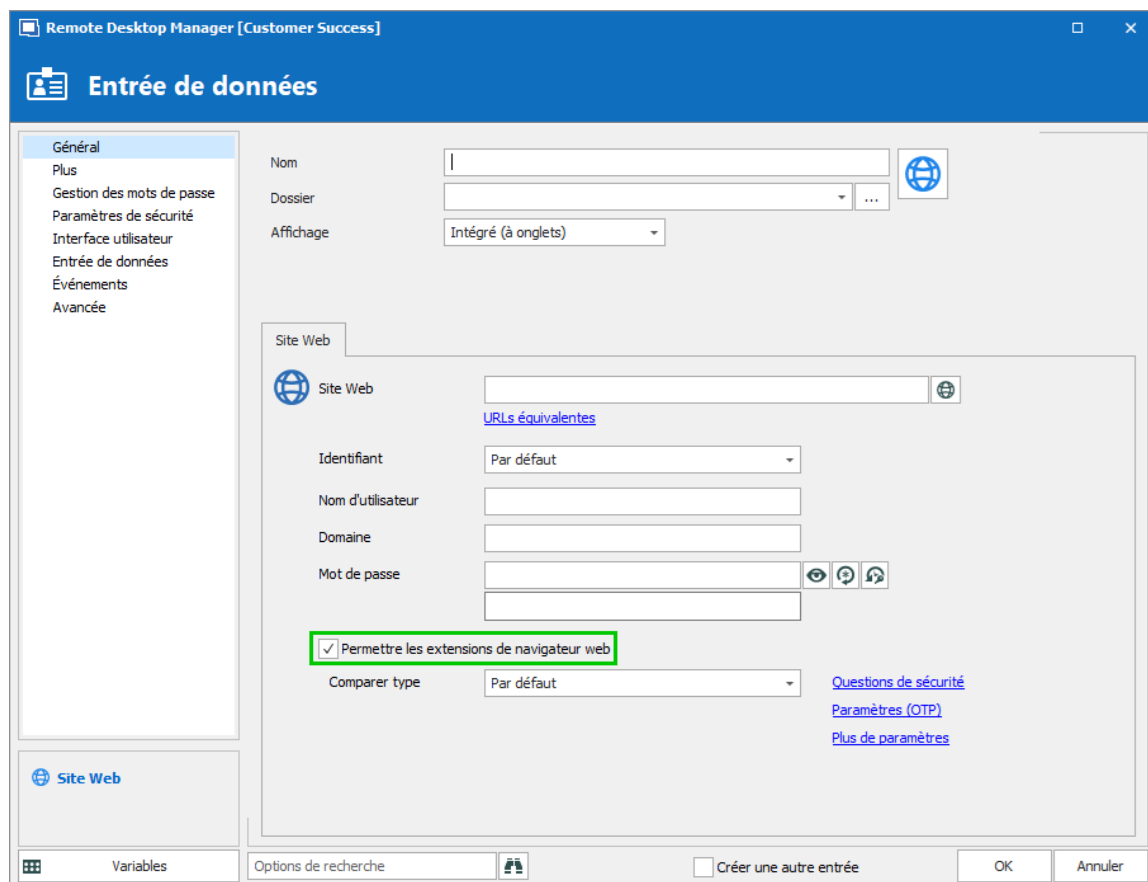 Remote Desktop Manager [Customer Success]
Entrée de données
Général
Plus
Gestion des mots de passe
Paramètres de sécurité
Interface utilisateur
Entrée de données
Événements
Avancée
Nom
Dossier
...
Affichage
Intégré (à onglets)
Site Web
Site Web
URLs équivalentes
Identifiant
Par défaut
Nom d'utilisateur
Domaine
Mot de passe
Permettre les extensions de navigateur web
Comparer type
Par défaut
Questions de sécurité
Paramètres (OTP)
Plus de paramètres
Site Web
Variables
Options de recherche
Créer une autre entrée
OK
Annuler